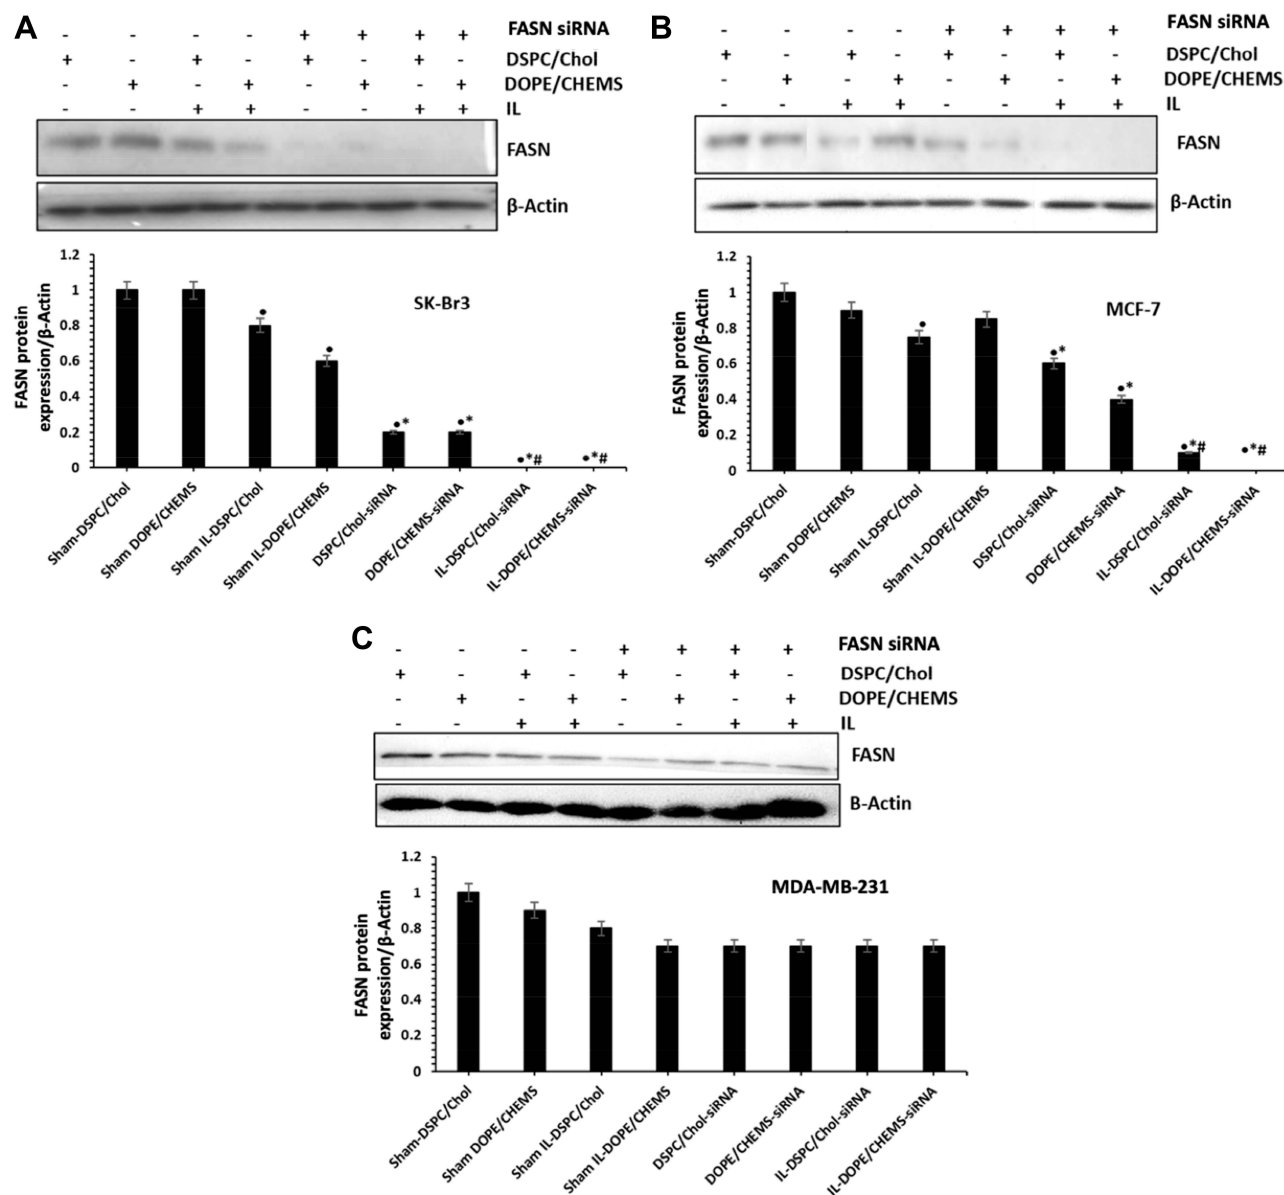 A
- - - - + + + + FASN siRNA
+ - + - + - + - DSPC/Chol
- + - + - + - + DOPE/CHEMS
- - + + - - + + IL
FASN
β-Actin
FASN protein
expression/β-Actin
1.2
1
0.8
0.6
0.4
0.2
0
SK-Br3
•
•
•*
•*
•*#
•*#
Sham-DSPC/Chol
Sham DOPE/CHEMS
Sham IL-DSPC/Chol
Sham IL-DOPE/CHEMS
DSPC/Chol-siRNA
DOPE/CHEMS-siRNA
IL-DSPC/Chol-siRNA
IL-DOPE/CHEMS-siRNA
B
- - - - + + + + FASN siRNA
+ - + - + - + - DSPC/Chol
- + - + - + - + DOPE/CHEMS
- - + + - - + + IL
FASN
β-Actin
FASN protein
expression/β-Actin
1.2
1
0.8
0.6
0.4
0.2
0
MCF-7
•
•*
•*
•*#
•*#
Sham-DSPC/Chol
Sham DOPE/CHEMS
Sham IL-DSPC/Chol
Sham IL-DOPE/CHEMS
DSPC/Chol-siRNA
DOPE/CHEMS-siRNA
IL-DSPC/Chol-siRNA
IL-DOPE/CHEMS-siRNA
C
- - - - + + + + FASN siRNA
+ - + - + - + - DSPC/Chol
- + - + - + - + DOPE/CHEMS
- - + + - - + + IL
FASN
B-Actin
FASN protein
expression/β-Actin
1.2
1
0.8
0.6
0.4
0.2
0
MDA-MB-231
Sham-DSPC/Chol
Sham DOPE/CHEMS
Sham IL-DSPC/Chol
Sham IL-DOPE/CHEMS
DSPC/Chol-siRNA
DOPE/CHEMS-siRNA
IL-DSPC/Chol-siRNA
IL-DOPE/CHEMS-siRNA